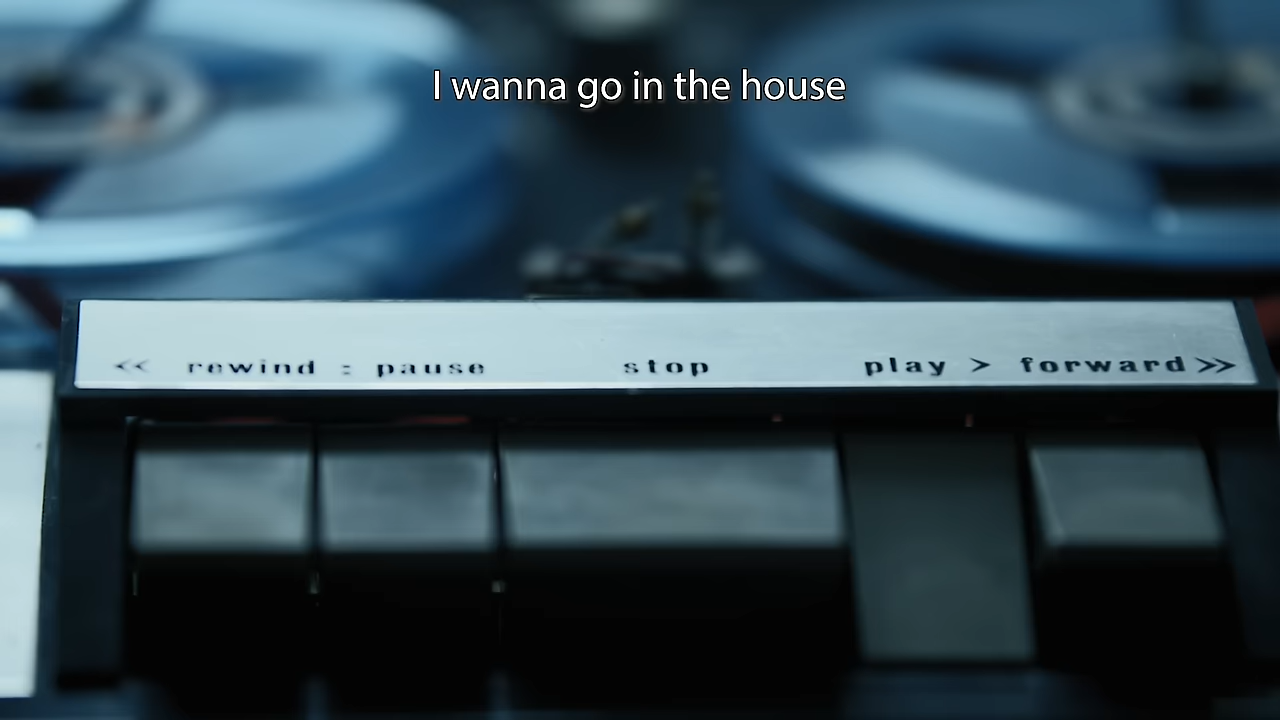 I wanna go in the house
<< rewind : pause stop play > forward >>